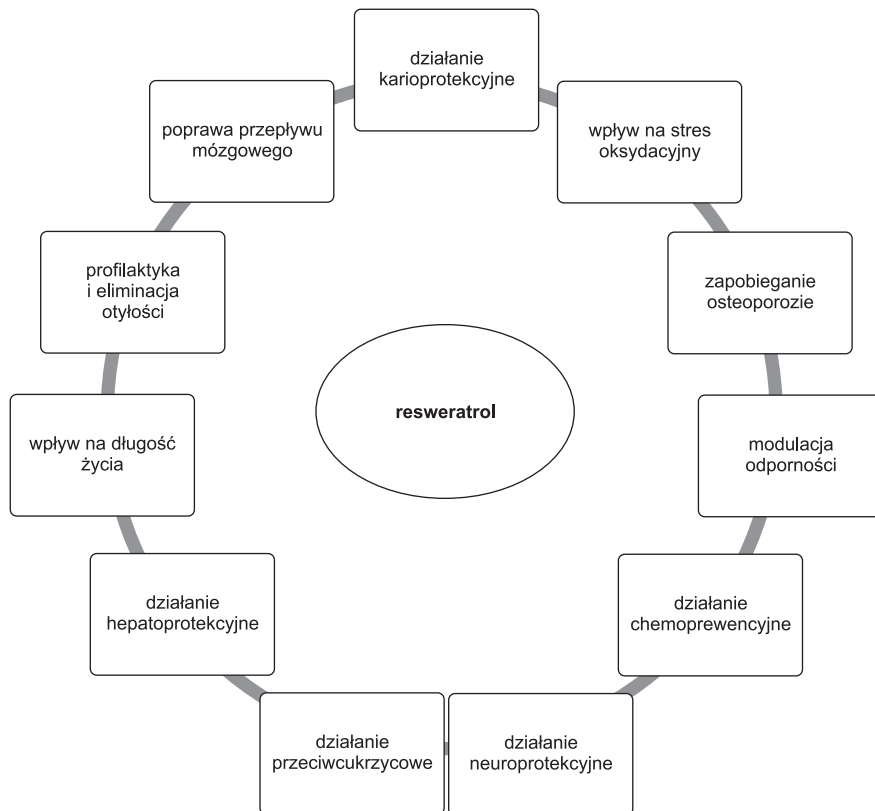 działanie
karioprotekcyjne
wpływ na stres
oksydacyjny
zapobieganie
osteoporozie
modulacja
odporności
działanie
chemoprewencyjne
działanie
neuroprotekcyjne
działanie
przeciwcukrzycowe
działanie
hepatoprotekcyjne
wpływ na długość
życia
profilaktyka
i eliminacja
otyłości
poprawa przepływu
mózgowego
resweratrol